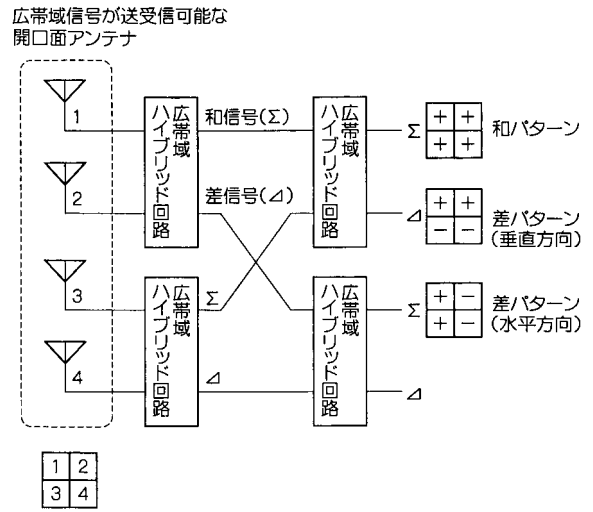 広帯域信号が送受信可能な
開口面アンテナ
1
2
3
4
広帯域
ハイブリッド回路
広帯域
ハイブリッド回路
和信号(Σ)
差信号(⊿)
Σ
⊿
広帯域
ハイブリッド回路
広帯域
ハイブリッド回路
Σ
+ +
+ +
和パターン
⊿
+ +
− −
差パターン
(垂直方向)
Σ
+ −
+ −
差パターン
(水平方向)
⊿
1 2
3 4